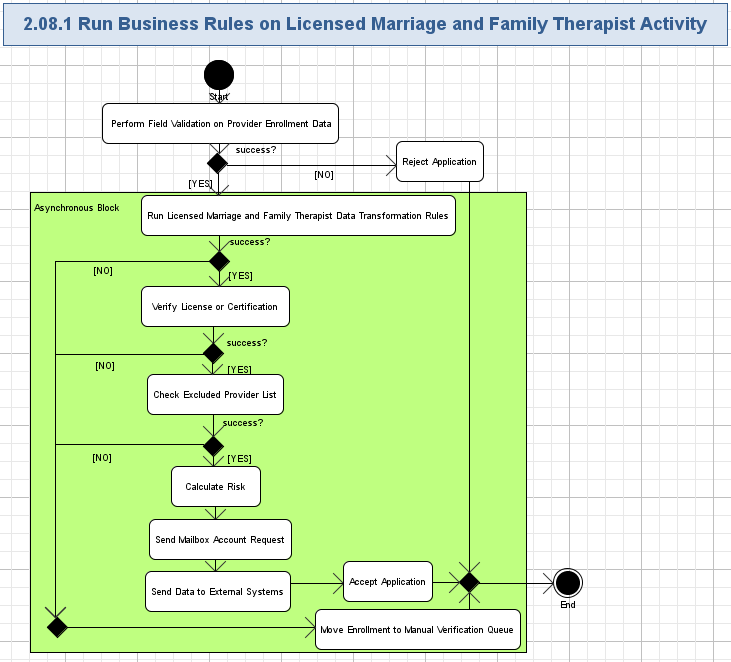 2.08.1 Run Business Rules on Licensed Marriage and Family Therapist Activity
Start
Perform Field Validation on Provider Enrollment Data
success?
[NO]
Reject Application
[YES]
Asynchronous Block
Run Licensed Marriage and Family Therapist Data Transformation Rules
success?
[NO]
[YES]
Verify License or Certification
success?
[NO]
[YES]
Check Excluded Provider List
success?
[NO]
[YES]
Calculate Risk
Send Mailbox Account Request
Send Data to External Systems
Accept Application
End
Move Enrollment to Manual Verification Queue